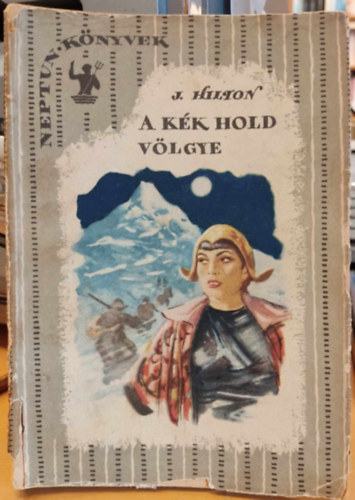 NEPTUN KÖNYVEK
J. HILTON
A KÉK HOLD
VÖLGYE